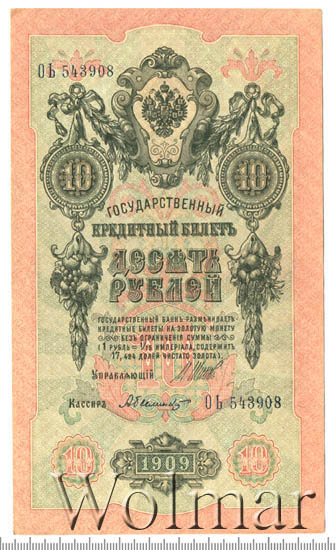 ОЬ 543908
10 10
ГОСУДАРСТВЕННЫЙ
КРЕДИТНЫЙ БИЛЕТЪ
ДЕСЯТЬ
РУБЛЕЙ
ГОСУДАРСТВЕННЫЙ БАНКЪ РАЗМѢНИВАЕТЪ
КРЕДИТНЫЕ БИЛЕТЫ НА ЗОЛОТУЮ МОНЕТУ
БЕЗЪ ОГРАНИЧЕНІЯ СУММЫ
(1 РУБЛЬ = 1/15 ИМПЕРІАЛА, СОДЕРЖИТЪ
17,424 ДОЛЕЙ ЧИСТАГО ЗОЛОТА).
Управляющій
Кассиръ
ОЬ 543908
10 1909 10
Wolmar